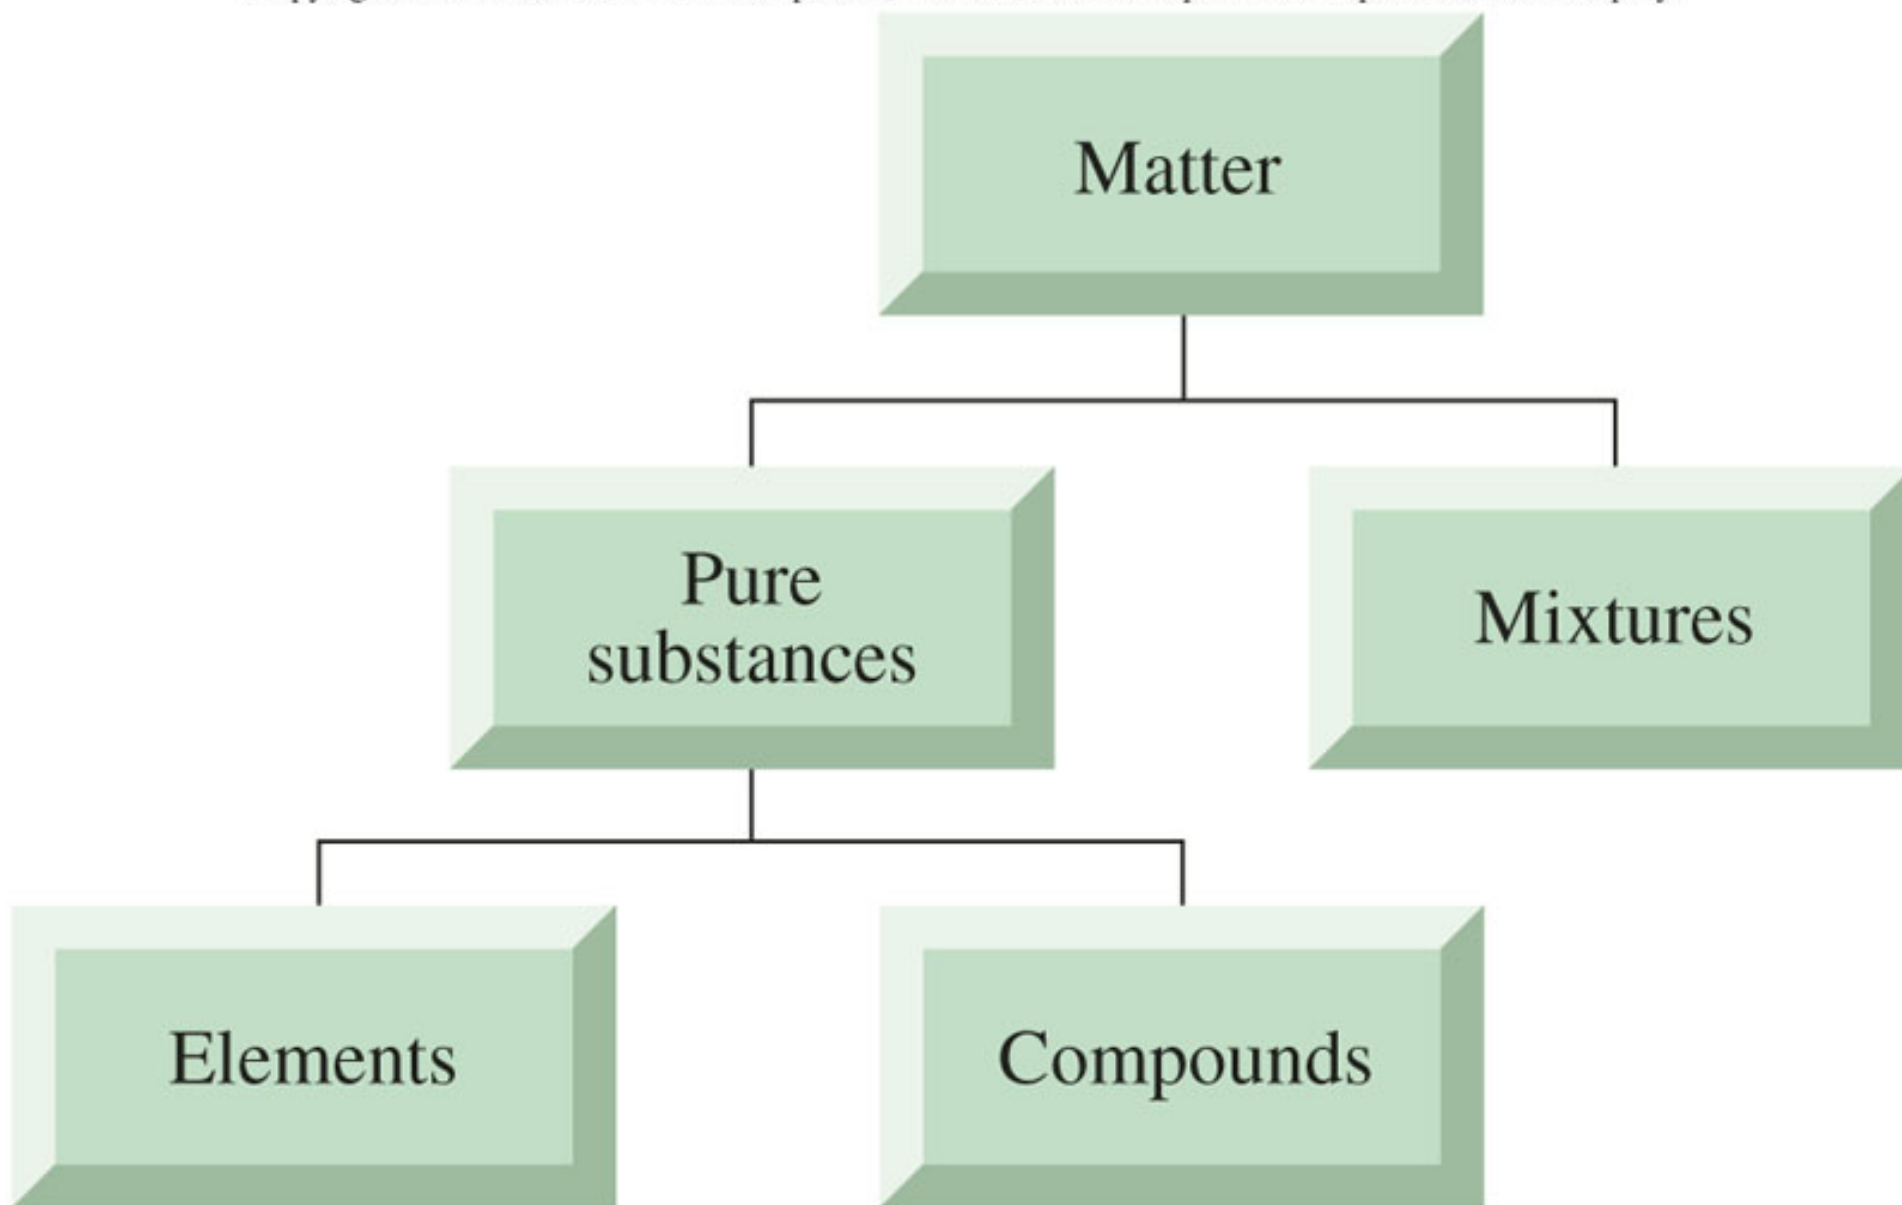 Matter
Pure
substances
Mixtures
Elements
Compounds